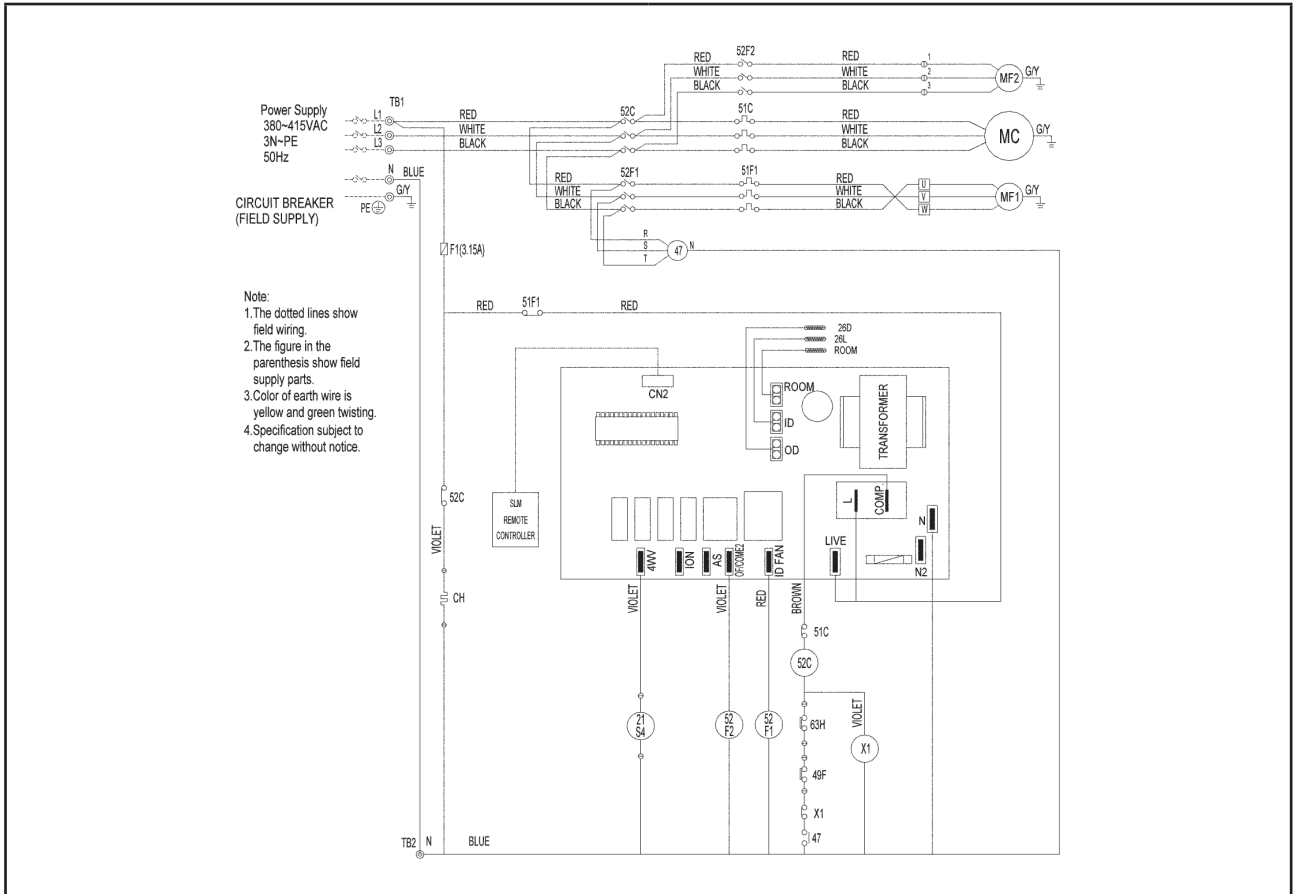 52F2
RED
RED
1
WHITE
WHITE
2
BLACK
BLACK
3
MF2
G/Y
Power Supply
380~415VAC
3N~PE
50Hz
TB1
L1
L2
L3
RED
WHITE
BLACK
52C
51C
RED
WHITE
BLACK
MC
G/Y
N
BLUE
G/Y
PE
CIRCUIT BREAKER
(FIELD SUPPLY)
RED
WHITE
BLACK
52F1
51F1
RED
WHITE
BLACK
U
V
W
MF1
G/Y
R
S
T
47
N
F1(3.15A)
RED
51F1
RED
Note:
1.The dotted lines show
field wiring.
2.The figure in the
parenthesis show field
supply parts.
3.Color of earth wire is
yellow and green twisting.
4.Specification subject to
change without notice.
26D
26L
ROOM
CN2
ROOM
ID
OD
TRANSFORMER
52C
VIOLET
CH
SLM
REMOTE
CONTROLLER
L
COMP.
N
N2
LIVE
4WV
ION
AS
OF/COME2
ID FAN
VIOLET
VIOLET
RED
BROWN
51C
52C
21
S4
52
F2
52
F1
63H
VIOLET
X1
49F
X1
47
TB2
N
BLUE